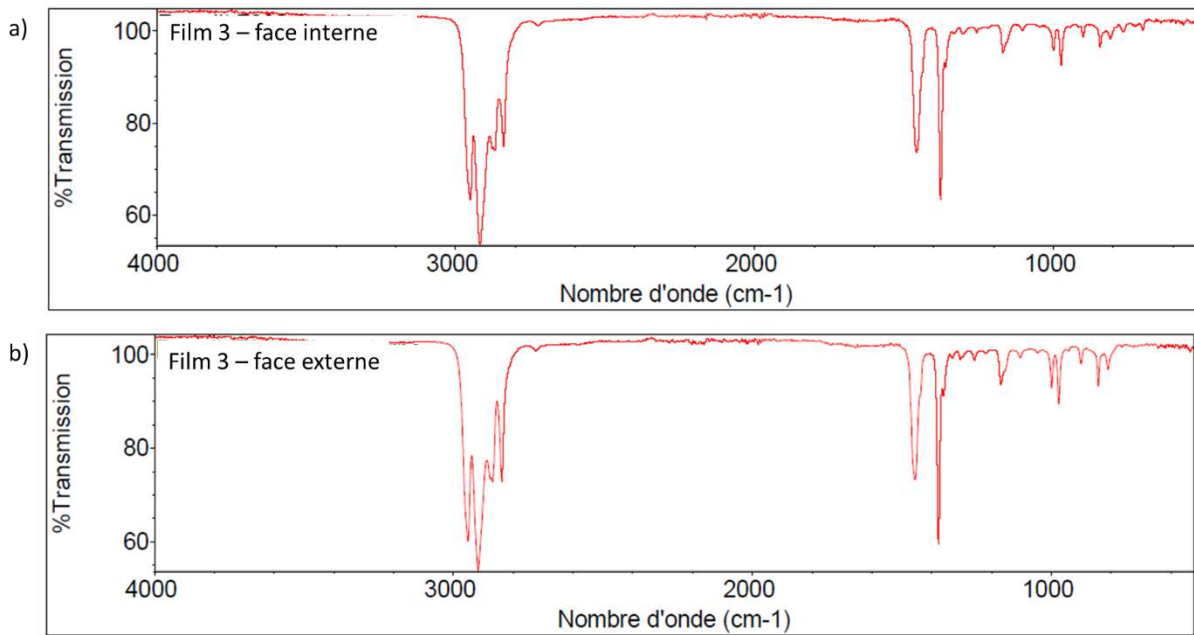 a)
Film 3 – face interne
%Transmission
100
80
60
4000
3000
2000
1000
Nombre d'onde (cm-1)
b)
Film 3 – face externe
%Transmission
100
80
60
4000
3000
2000
1000
Nombre d'onde (cm-1)